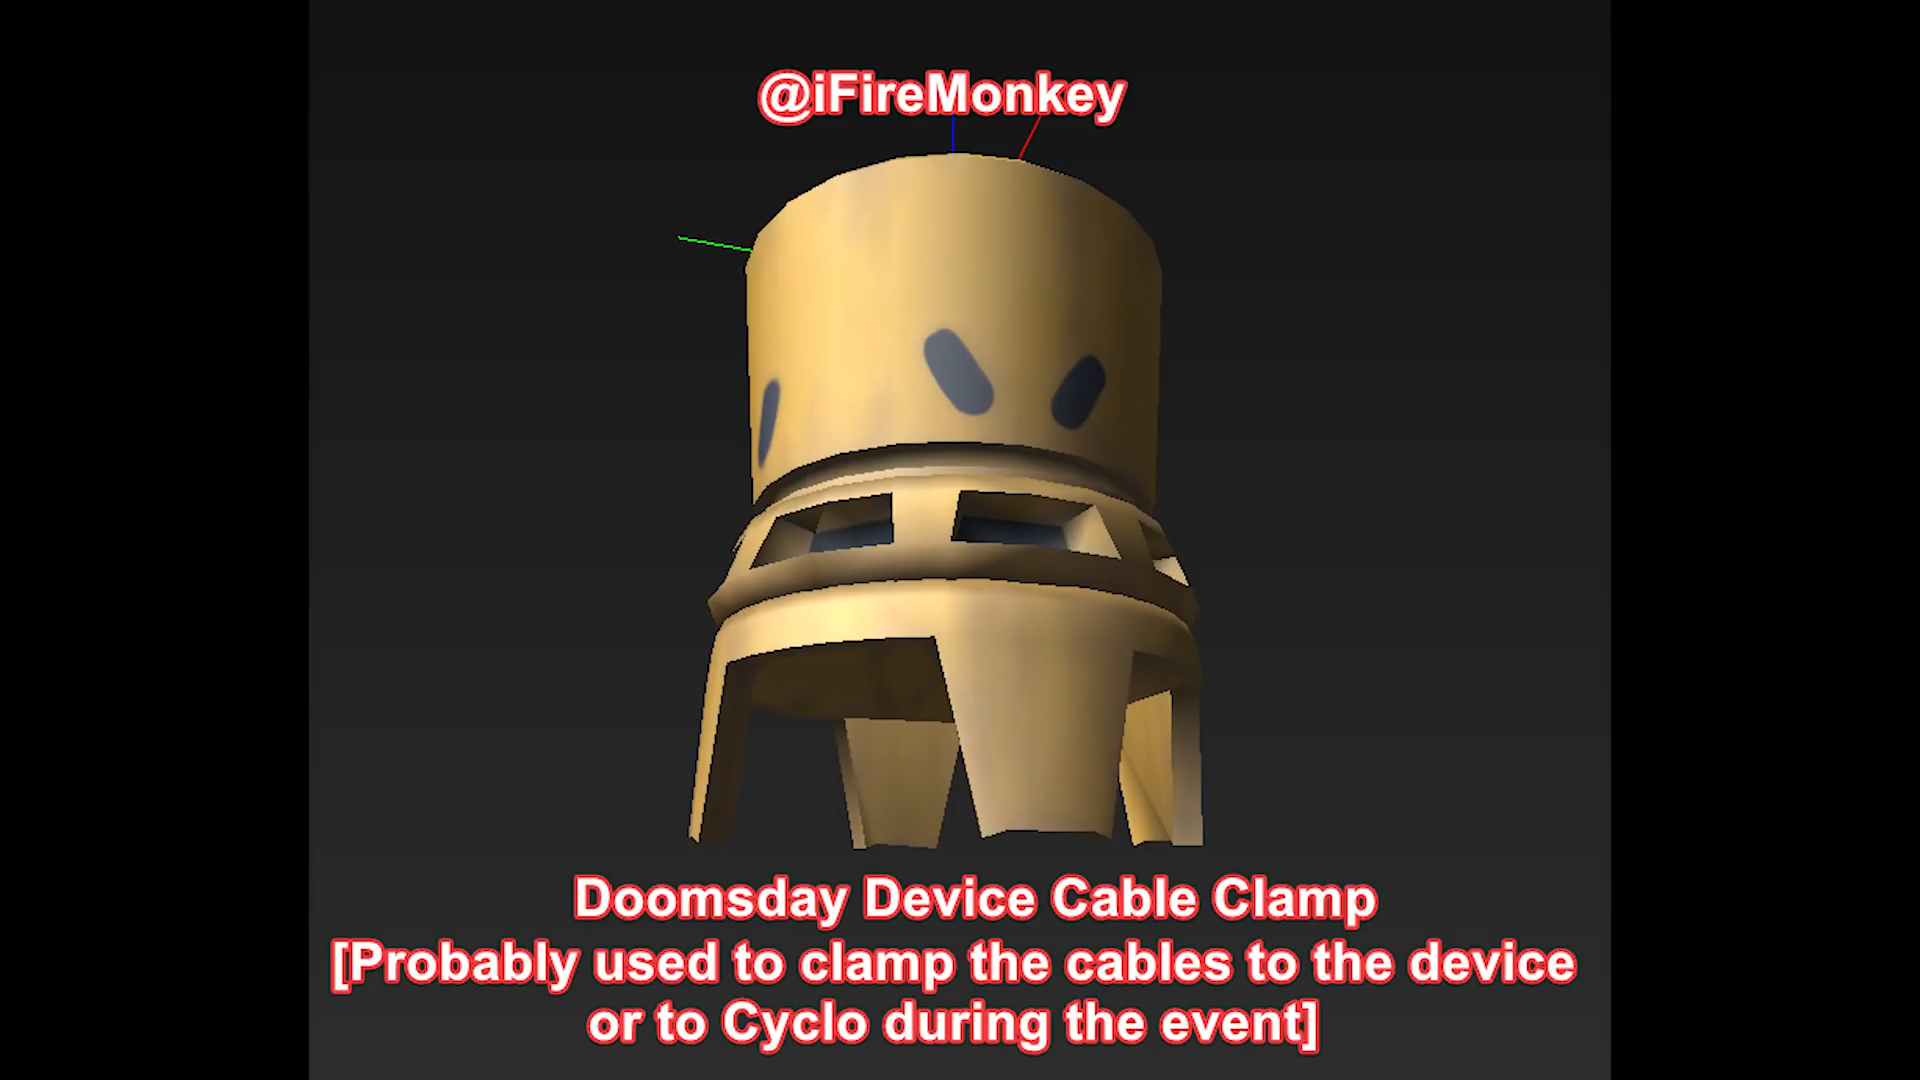 @iFireMonkey
Doomsday Device Cable Clamp
[Probably used to clamp the cables to the device
or to Cyclo during the event]